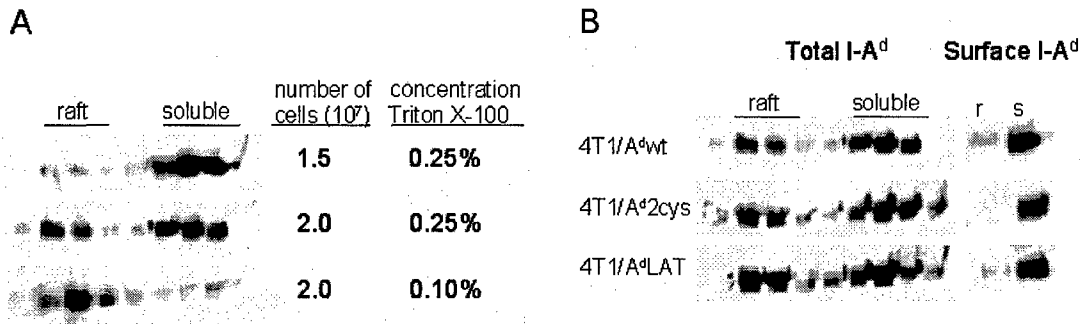 A
raft soluble
number of cells (10⁷)
concentration Triton X-100
1.5 0.25%
2.0 0.25%
2.0 0.10%
B
Total I-Aᵈ Surface I-Aᵈ
raft soluble r s
4T1/Aᵈwt
4T1/Aᵈ2cys
4T1/AᵈLAT